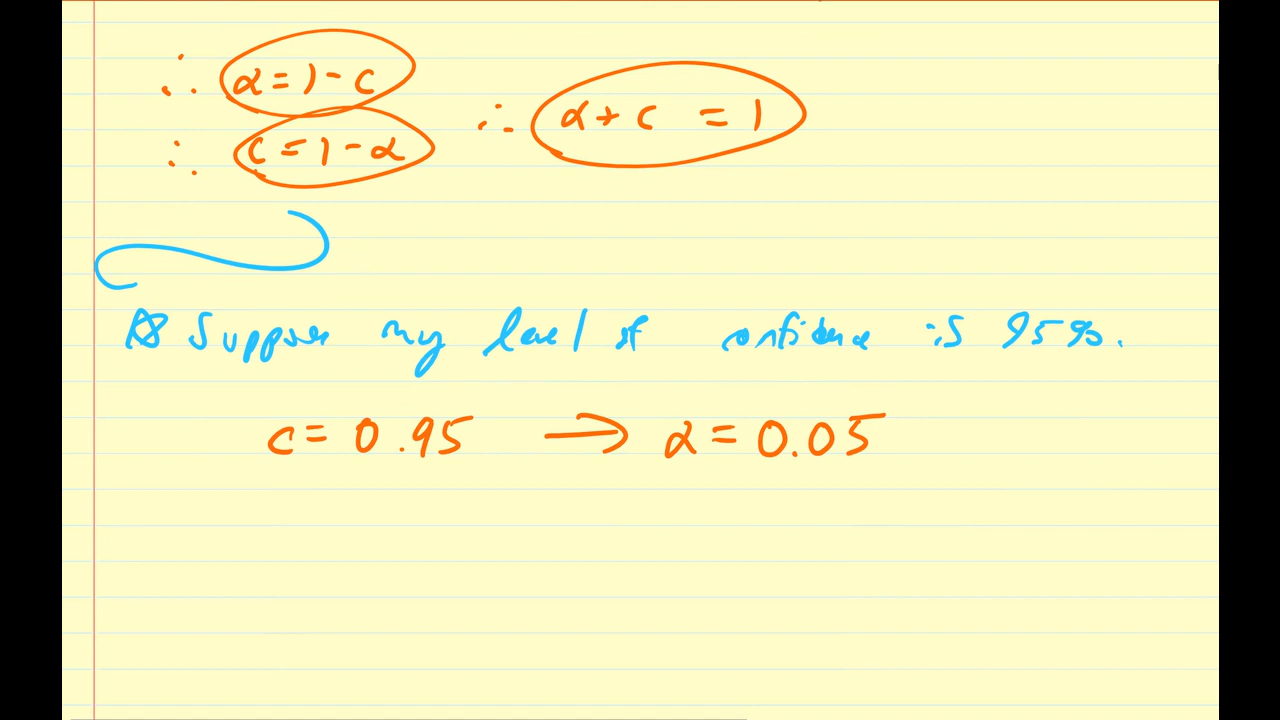 ∴ α = 1 - c
∴ c = 1 - α ∴ α + c = 1
Suppose my level of confidence is 95%.
c = 0.95 → α = 0.05